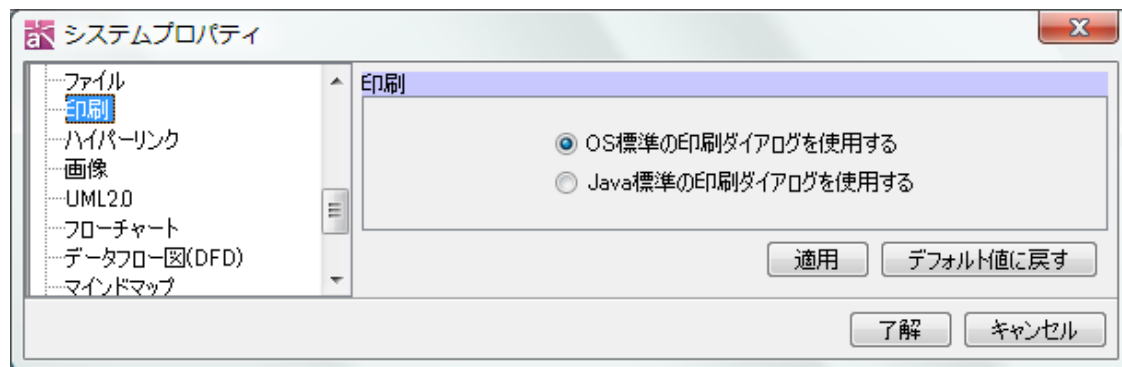 システムプロパティ
ファイル
印刷
ハイパーリンク
画像
UML2.0
フローチャート
データフロー図(DFD)
マインドマップ
印刷
OS標準の印刷ダイアログを使用する
Java標準の印刷ダイアログを使用する
適用 デフォルト値に戻す
了解 キャンセル